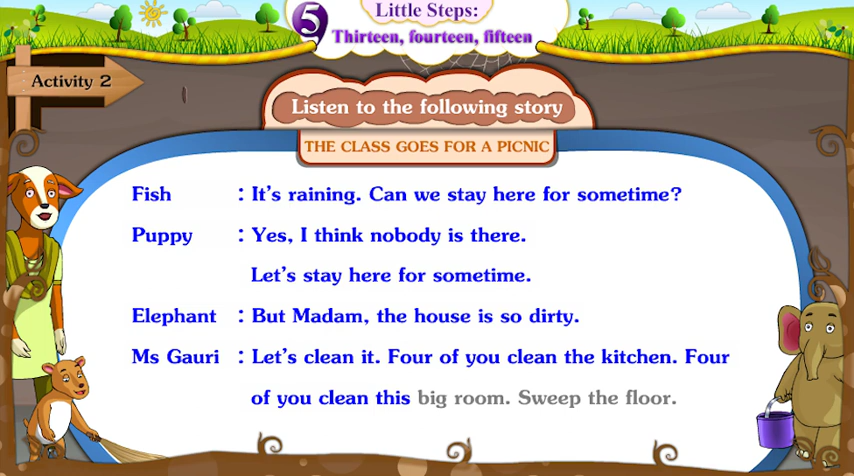 5
Little Steps:
Thirteen, fourteen, fifteen
Activity 2
Listen to the following story
THE CLASS GOES FOR A PICNIC
Fish : It's raining. Can we stay here for sometime?
Puppy : Yes, I think nobody is there.
Let's stay here for sometime.
Elephant : But Madam, the house is so dirty.
Ms Gauri : Let's clean it. Four of you clean the kitchen. Four
of you clean this big room. Sweep the floor.